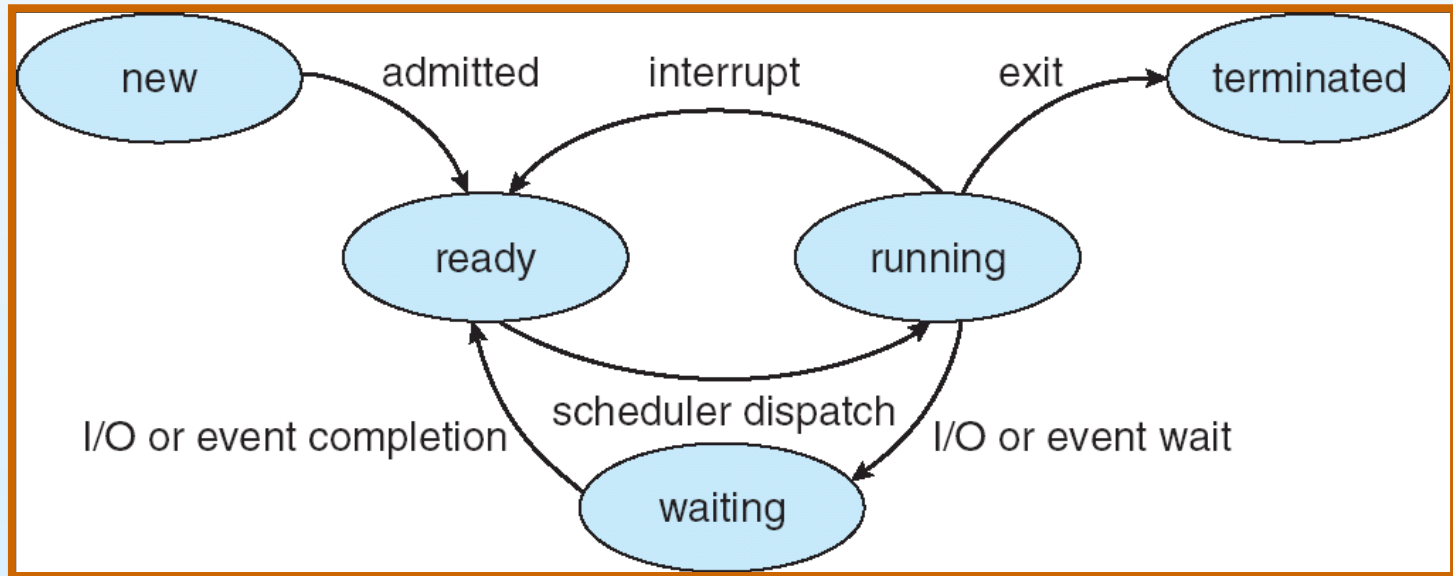 new
admitted
interrupt
exit
terminated
ready
running
scheduler dispatch
I/O or event completion
I/O or event wait
waiting